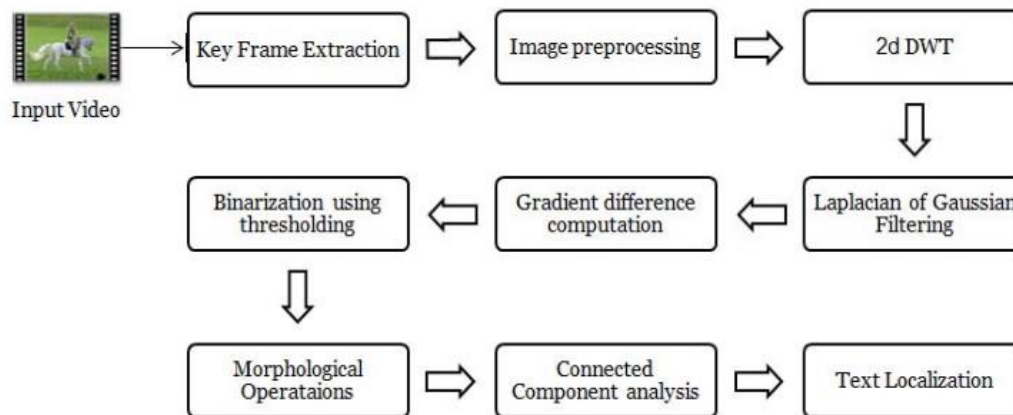 Input Video
Key Frame Extraction
Image preprocessing
2d DWT
Laplacian of Gaussian
Filtering
Gradient difference
computation
Binarization using
thresholding
Morphological
Operataions
Connected
Component analysis
Text Localization